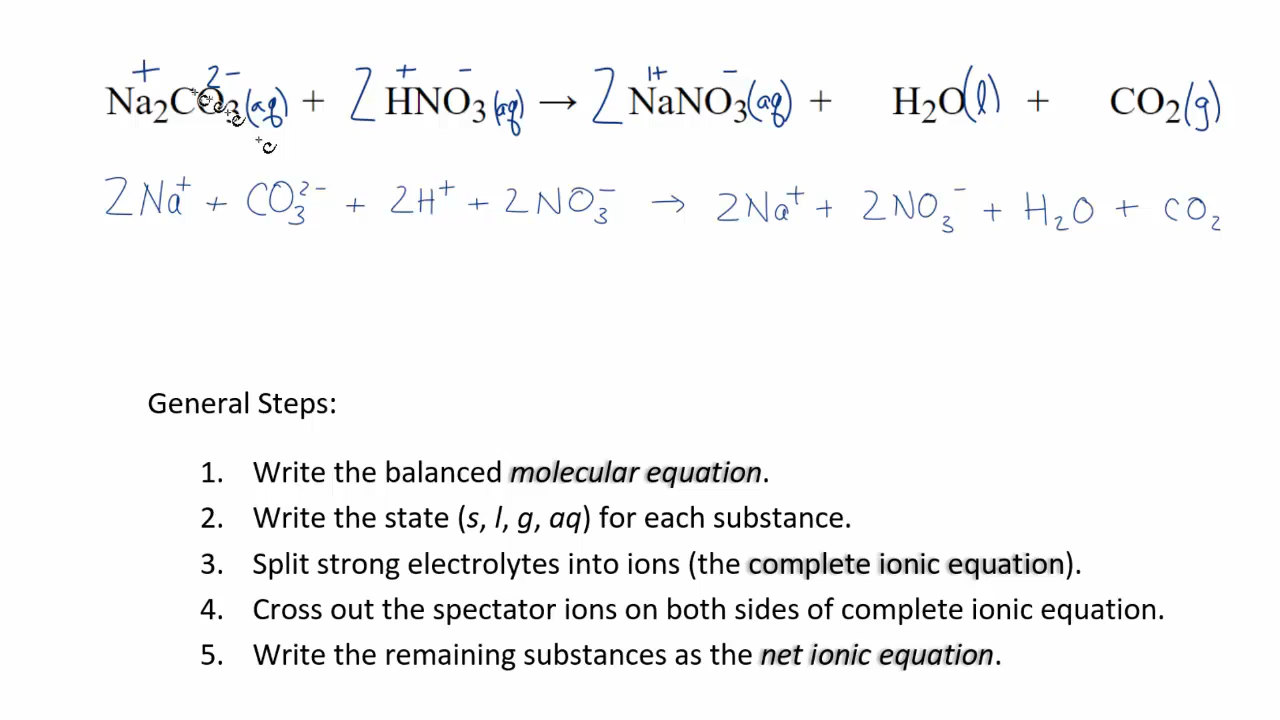 Na₂CO₃(aq) + 2HNO₃(aq) → 2NaNO₃(aq) + H₂O(l) + CO₂(g)
2Na⁺ + CO₃²⁻ + 2H⁺ + 2NO₃⁻ → 2Na⁺ + 2NO₃⁻ + H₂O + CO₂
General Steps:
1. Write the balanced molecular equation.
2. Write the state (s, l, g, aq) for each substance.
3. Split strong electrolytes into ions (the complete ionic equation).
4. Cross out the spectator ions on both sides of complete ionic equation.
5. Write the remaining substances as the net ionic equation.